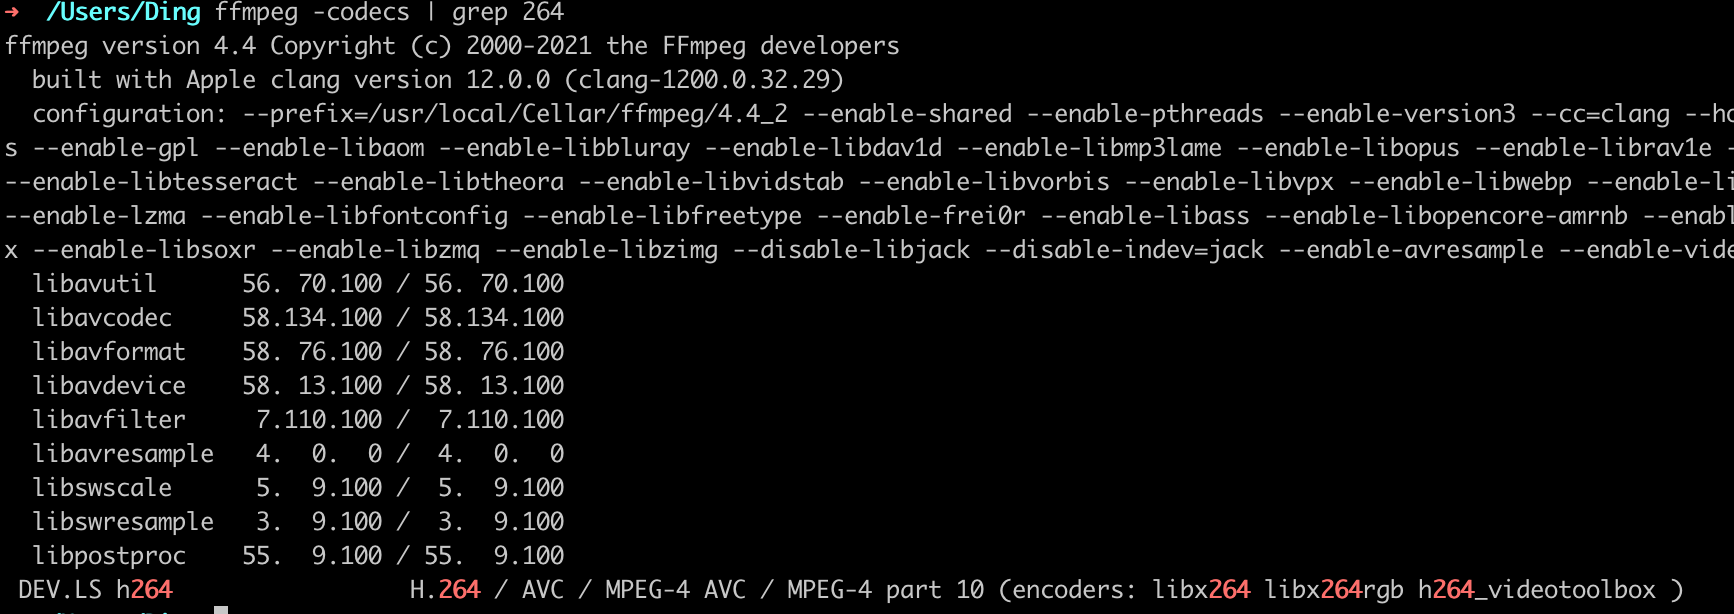 → /Users/Ding ffmpeg -codecs | grep 264
ffmpeg version 4.4 Copyright (c) 2000-2021 the FFmpeg developers
  built with Apple clang version 12.0.0 (clang-1200.0.32.29)
  configuration: --prefix=/usr/local/Cellar/ffmpeg/4.4_2 --enable-shared --enable-pthreads --enable-version3 --cc=clang --ho
s --enable-gpl --enable-libaom --enable-libbluray --enable-libdav1d --enable-libmp3lame --enable-libopus --enable-librav1e -
--enable-libtesseract --enable-libtheora --enable-libvidstab --enable-libvorbis --enable-libvpx --enable-libwebp --enable-li
--enable-lzma --enable-libfontconfig --enable-libfreetype --enable-frei0r --enable-libass --enable-libopencore-amrnb --enabl
x --enable-libsoxr --enable-libzmq --enable-libzimg --disable-libjack --disable-indev=jack --enable-avresample --enable-vide
  libavutil      56. 70.100 / 56. 70.100
  libavcodec     58.134.100 / 58.134.100
  libavformat    58. 76.100 / 58. 76.100
  libavdevice    58. 13.100 / 58. 13.100
  libavfilter     7.110.100 /  7.110.100
  libavresample   4.  0.  0 /  4.  0.  0
  libswscale      5.  9.100 /  5.  9.100
  libswresample   3.  9.100 /  3.  9.100
  libpostproc    55.  9.100 / 55.  9.100
 DEV.LS h264                 H.264 / AVC / MPEG-4 AVC / MPEG-4 part 10 (encoders: libx264 libx264rgb h264_videotoolbox )